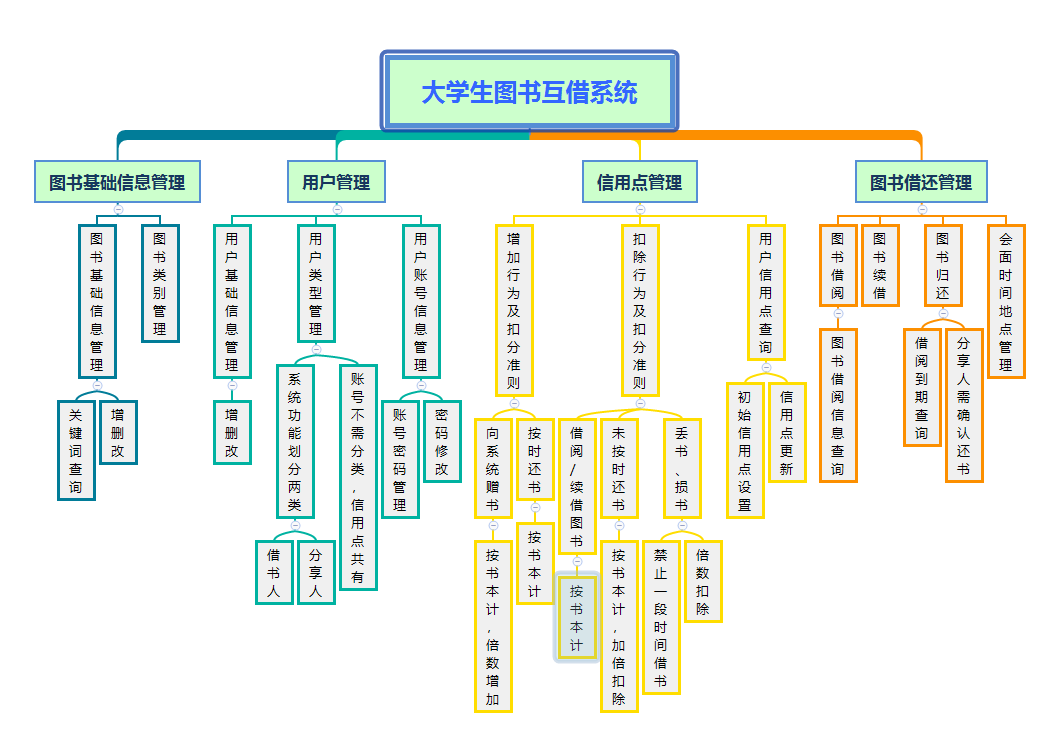 大学生图书互借系统
图书基础信息管理
用户管理
信用点管理
图书借还管理
图书基础信息管理
图书类别管理
用户基础信息管理
用户类型管理
用户账号信息管理
增加行为及扣分准则
扣除行为及扣分准则
用户信用点查询
图书借阅
图书续借
图书归还
会面时间地点管理
关键词查询
增删改
增删改
系统功能划分两类
账号不需分类,信用点共有
账号密码管理
密码修改
向系统赠书
按时还书
借阅/续借图书
未按时还书
丢书、损书
初始信用点设置
信用点更新
图书借阅信息查询
借阅到期查询
分享人需确认还书
借书人
分享人
按书本计,倍数增加
按书本计
按书本计
按书本计,加倍扣除
禁止一段时间借书
倍数扣除